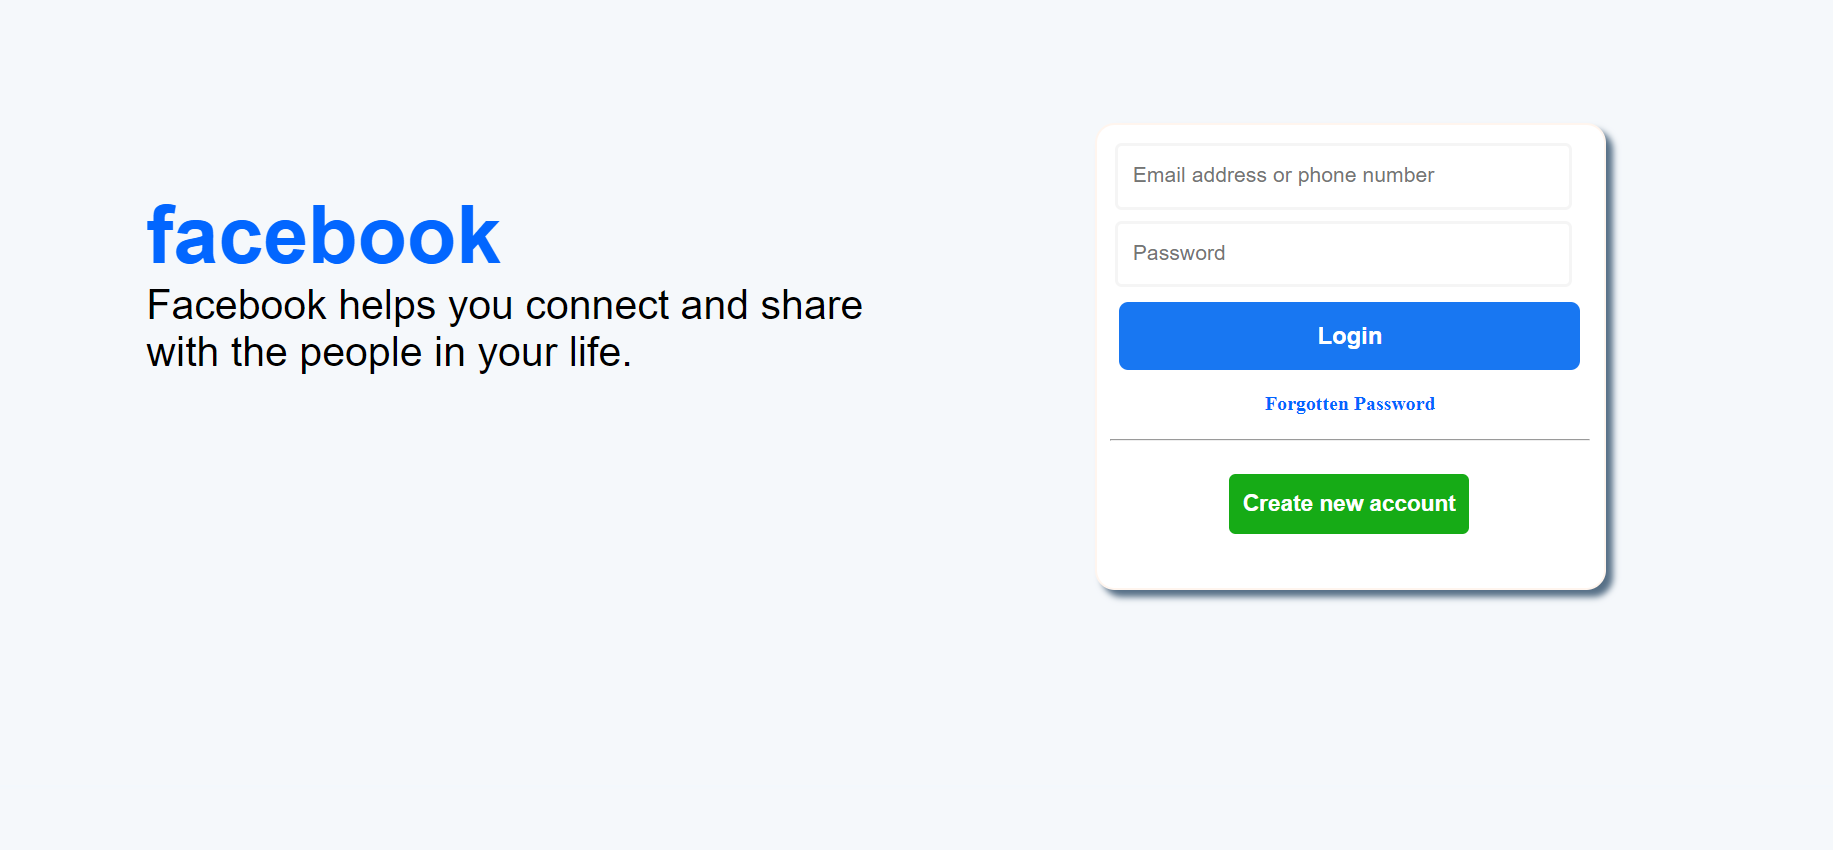 facebook
Facebook helps you connect and share
with the people in your life.
Email address or phone number
Password
Login
Forgotten Password
Create new account